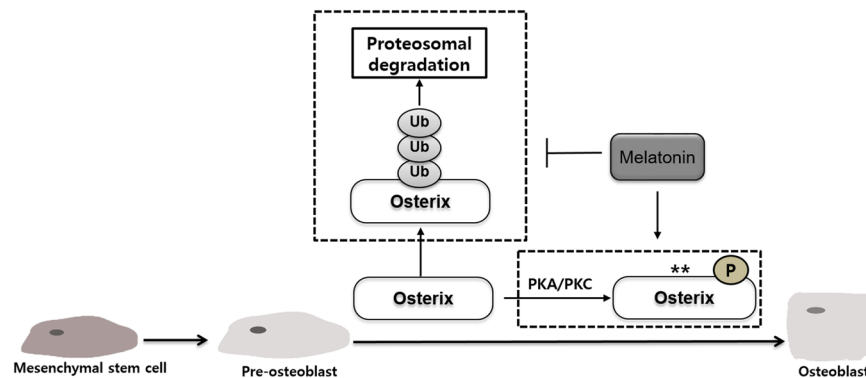 Proteosomal
degradation
Ub
Ub
Ub
Osterix
Melatonin
Osterix
PKA/PKC
**
P
Osterix
Mesenchymal stem cell
Pre-osteoblast
Osteoblast